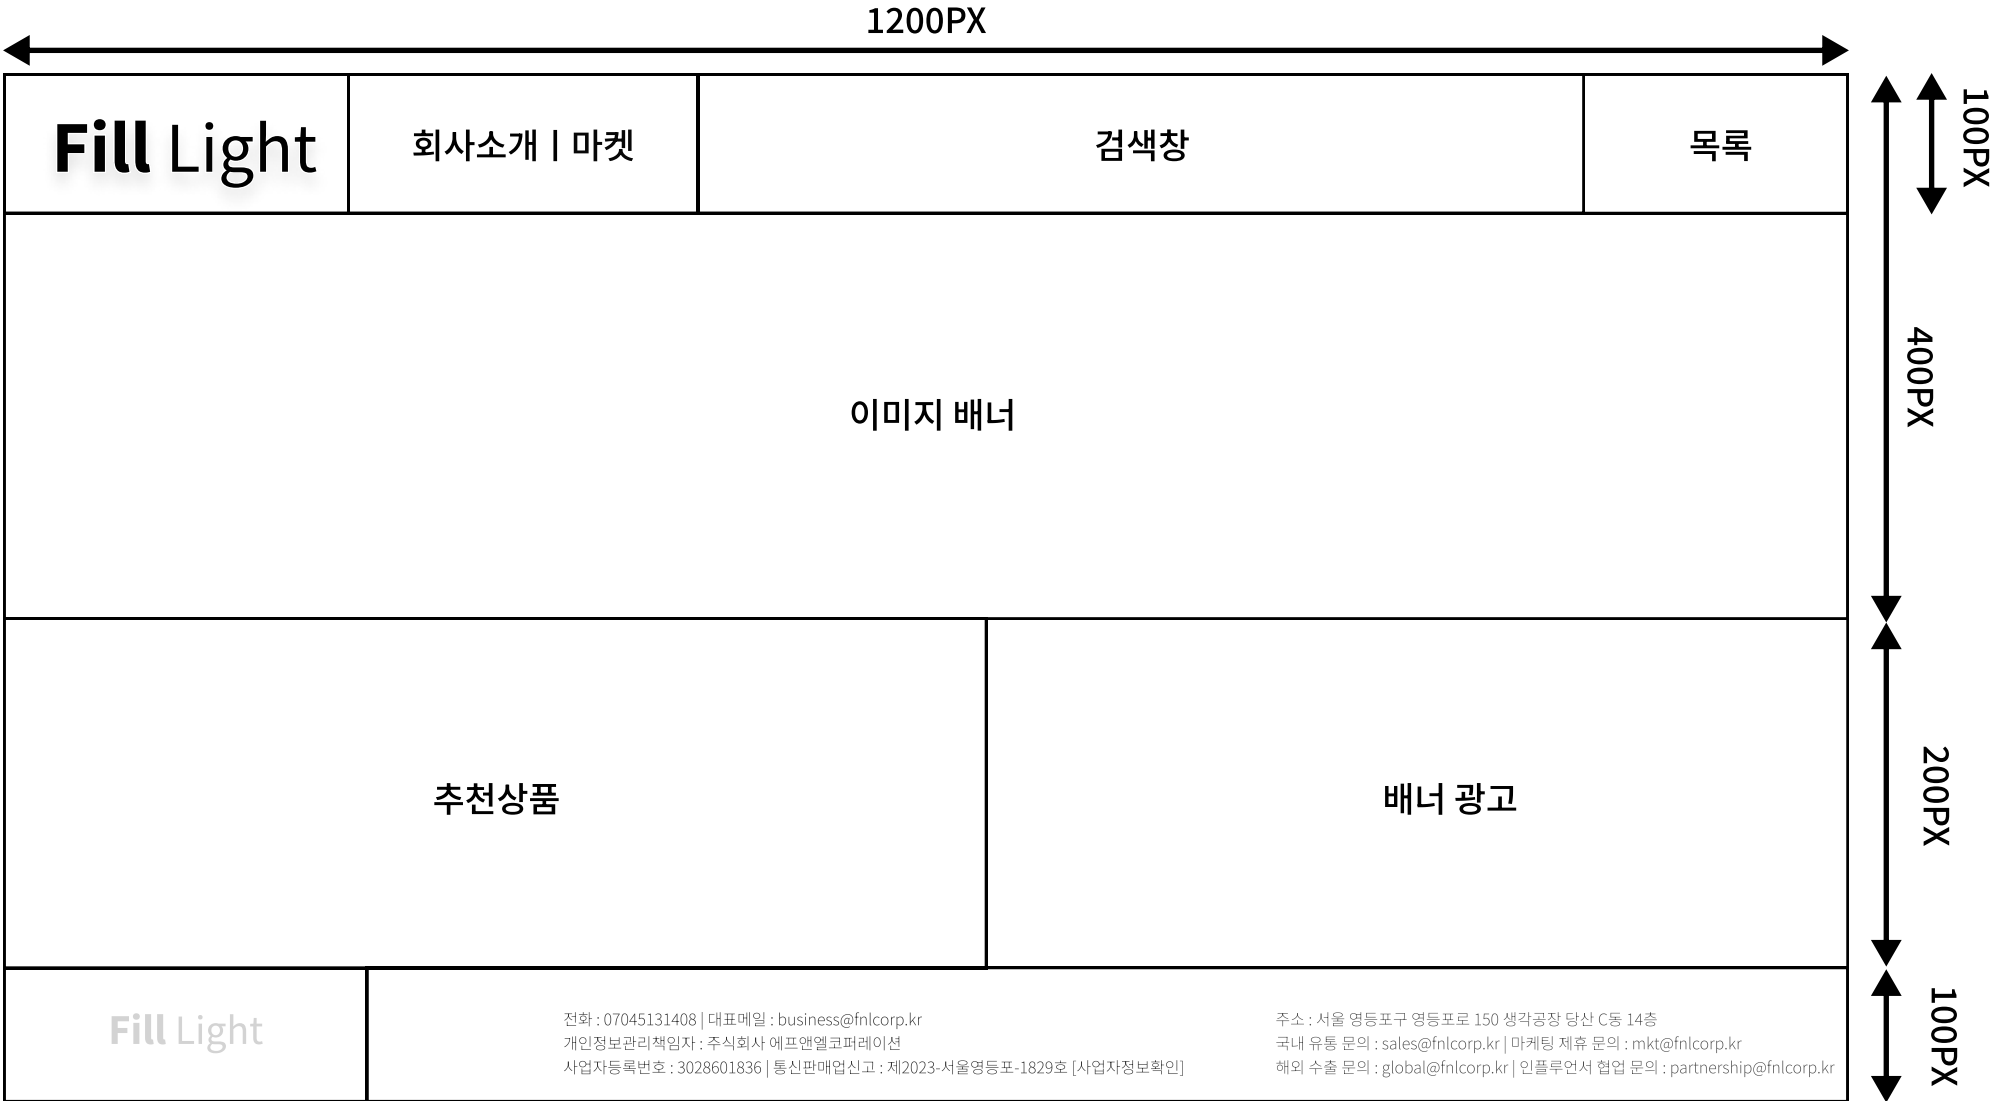 1200PX
Fill Light
회사소개 | 마켓
검색창
목록
100PX
이미지 배너
400PX
추천상품
배너 광고
200PX
Fill Light
전화 : 07045131408 | 대표메일 : business@fnlcorp.kr
개인정보관리책임자 : 주식회사 에프앤엘코퍼레이션
사업자등록번호 : 3028601836 | 통신판매업신고 : 제2023-서울영등포-1829호 [사업자정보확인]
주소 : 서울 영등포구 영등포로 150 생각공장 당산 C동 14층
국내 유통 문의 : sales@fnlcorp.kr | 마케팅 제휴 문의 : mkt@fnlcorp.kr
해외 수출 문의 : global@fnlcorp.kr | 인플루언서 협업 문의 : partnership@fnlcorp.kr
100PX